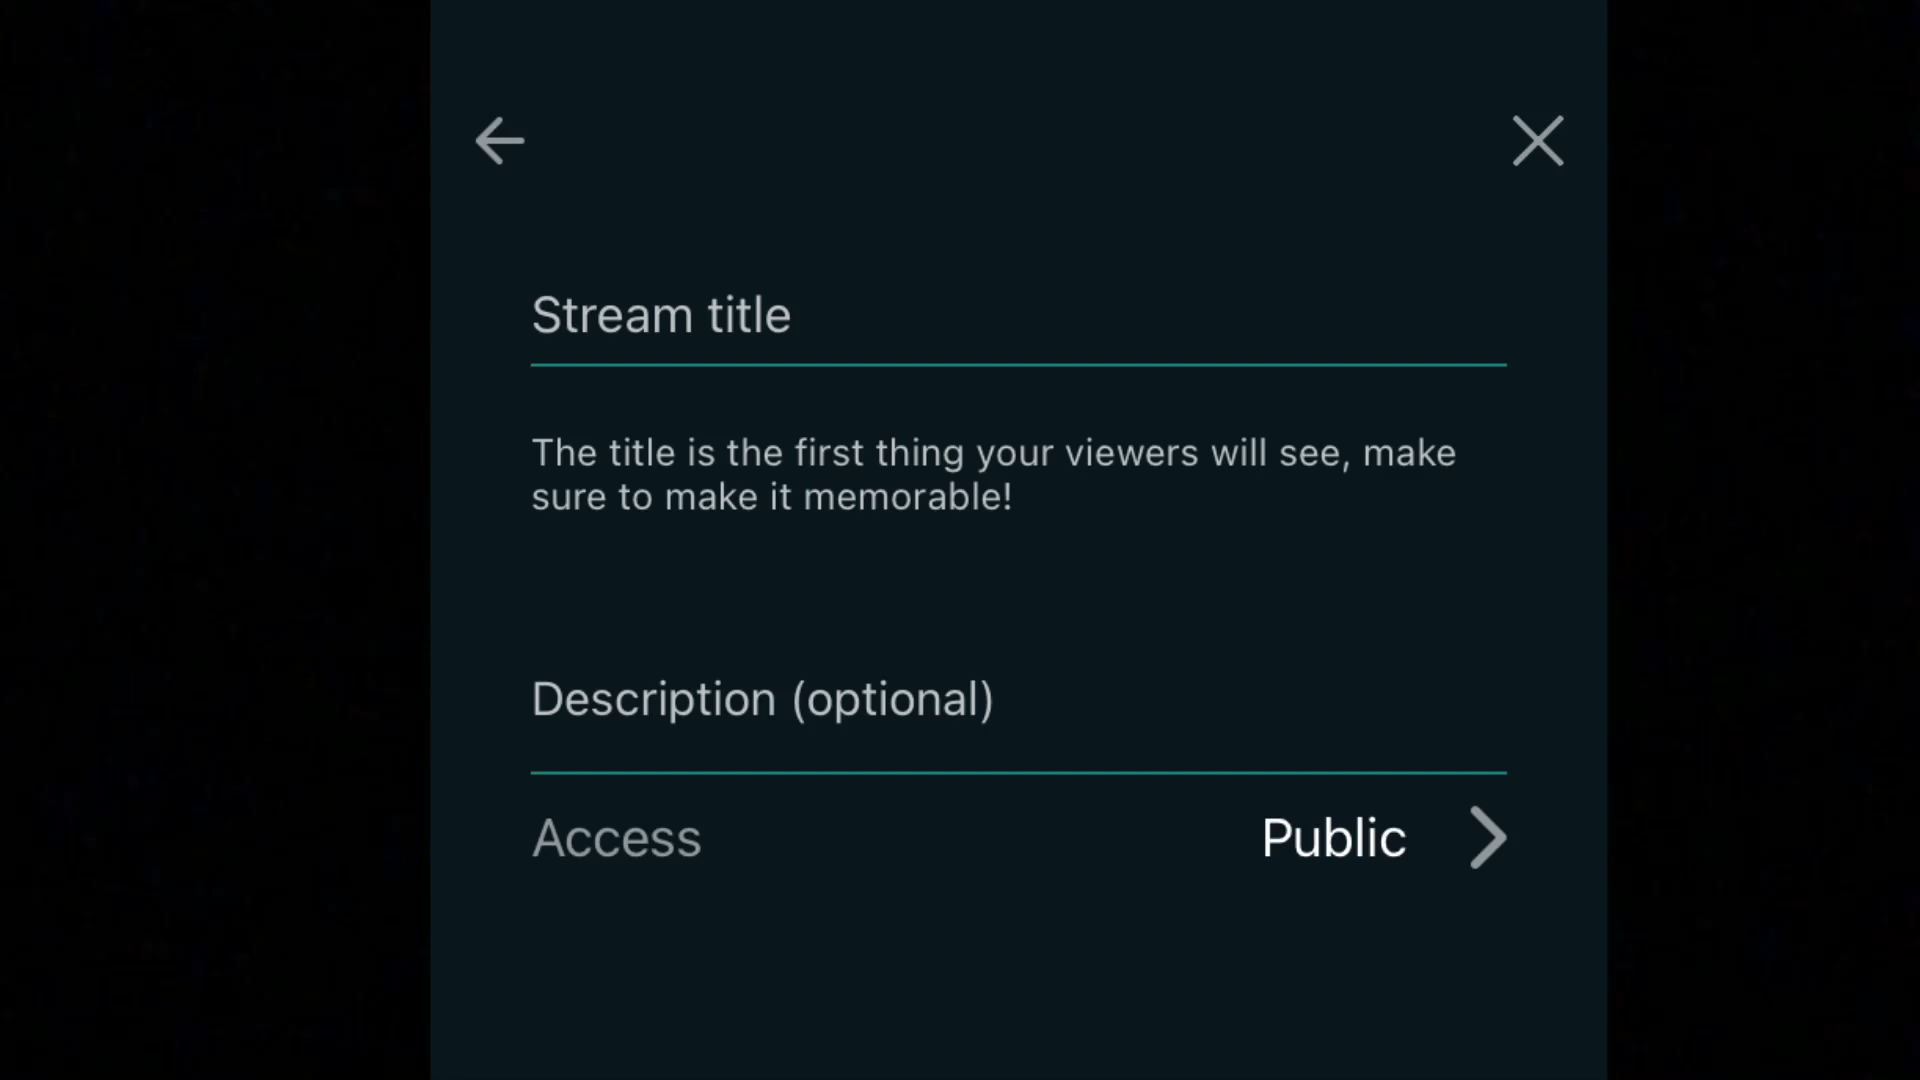 Stream title
The title is the first thing your viewers will see, make
sure to make it memorable!
Description (optional)
Access Public